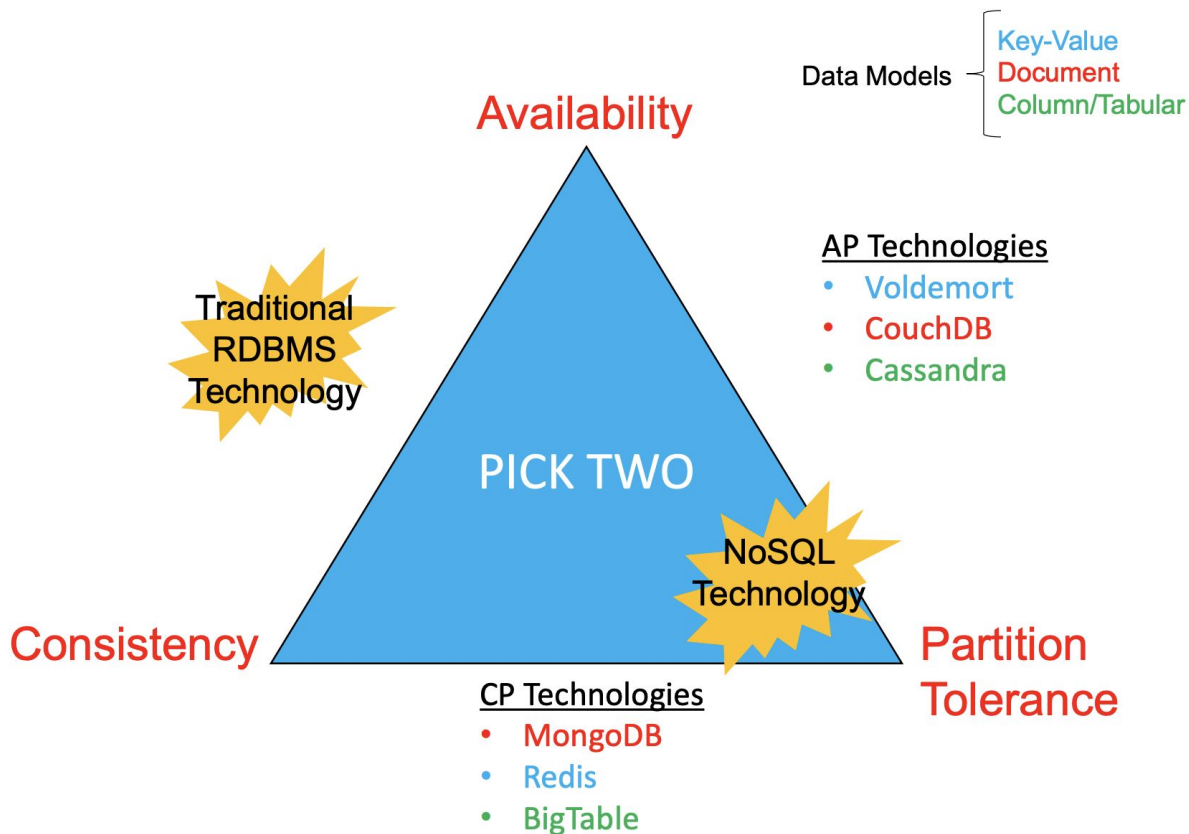 Data Models
Key-Value
Document
Column/Tabular
Availability
Traditional
RDBMS
Technology
AP Technologies
• Voldemort
• CouchDB
• Cassandra
PICK TWO
NoSQL
Technology
Consistency
Partition
Tolerance
CP Technologies
• MongoDB
• Redis
• BigTable